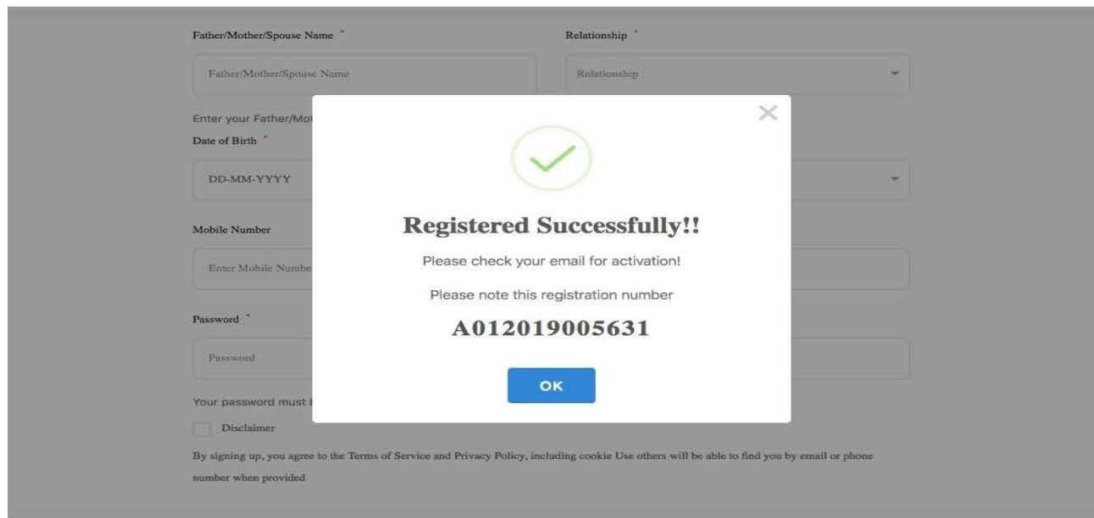 Father/Mother/Spouse Name *
Relationship *
Father/Mother/Spouse Name
Relationship
Enter your Father/Mot
Date of Birth *
DD-MM-YYYY
Mobile Number
Enter Mobile Numbe
Password *
Password
Your password must
Disclaimer
By signing up, you agree to the Terms of Service and Privacy Policy, including cookie Use others will be able to find you by email or phone
number when provided
Registered Successfully!!
Please check your email for activation!
Please note this registration number
A012019005631
OK